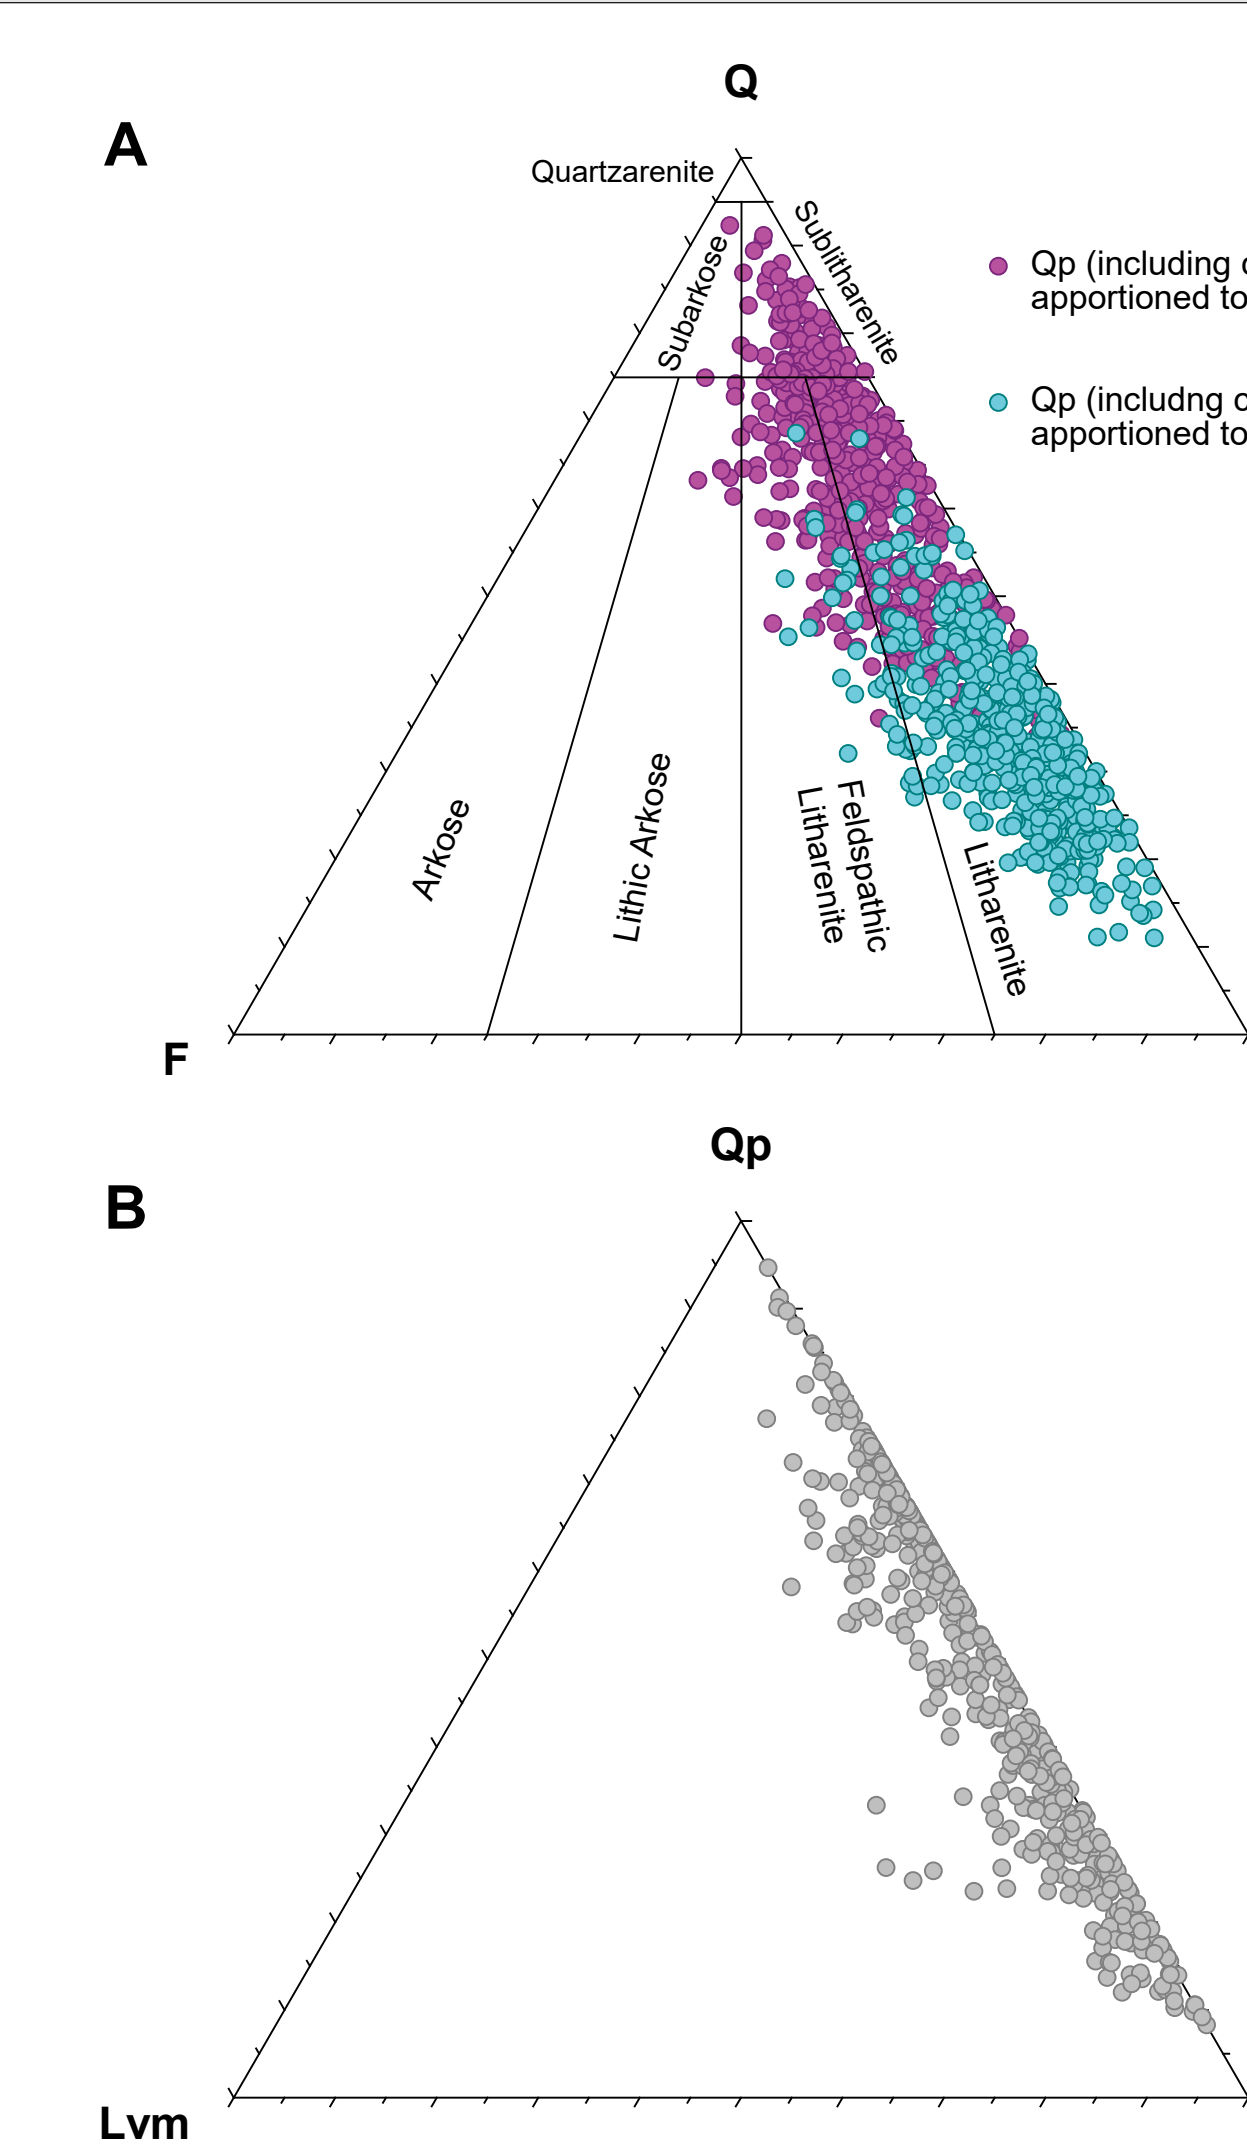 Q
A
Quartzarenite
Sublitharenite
Subarkose
Qp (including
apportioned to
Qp (includng
apportioned to
Arkose
Lithic Arkose
Feldspathic
Litharenite
Litharenite
F
Qp
B
Lvm